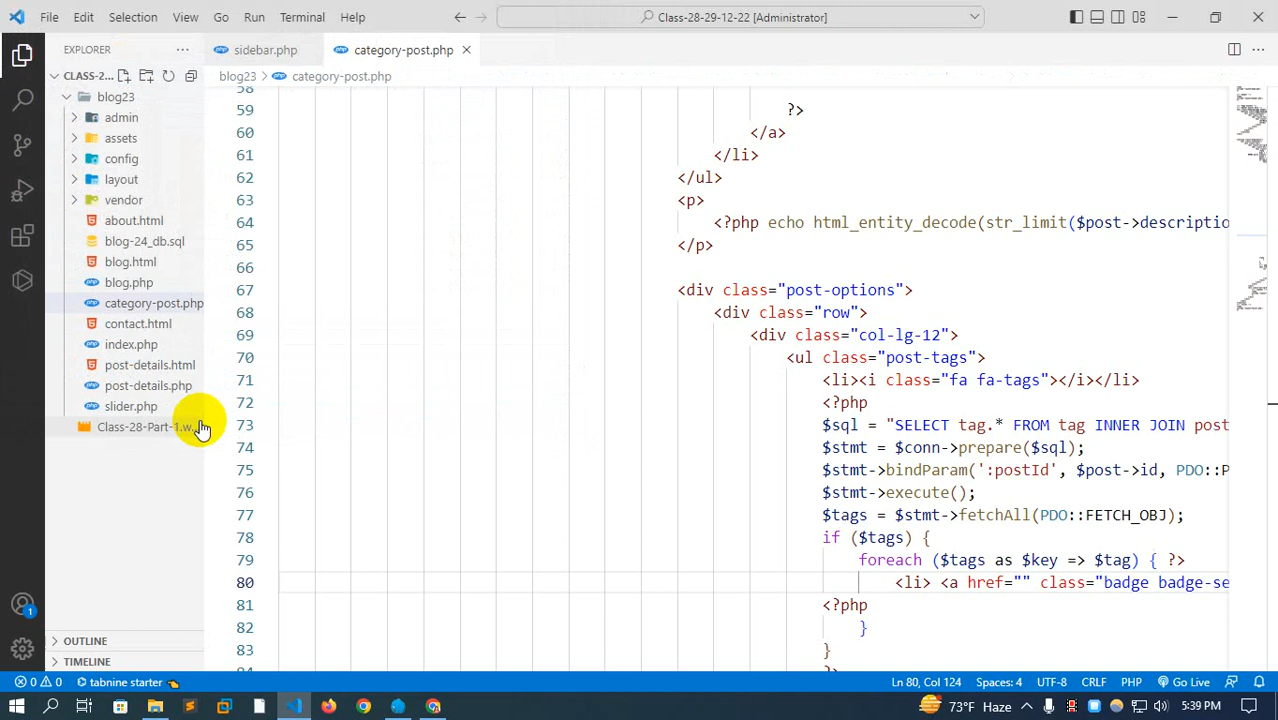 File Edit Selection View Go Run Terminal Help
Class-28-29-12-22 [Administrator]
EXPLORER
sidebar.php
category-post.php
CLASS-2...
blog23 > category-post.php
blog23
admin
assets
config
layout
vendor
about.html
blog-24_db.sql
blog.html
blog.php
category-post.php
contact.html
index.php
post-details.html
post-details.php
slider.php
Class-28-Part-1.w...
OUTLINE
TIMELINE
58
59 ?>
60 </a>
61 </li>
62 </ul>
63 <p>
64 <?php echo html_entity_decode(str_limit($post->descriptio
65 </p>
66
67 <div class="post-options">
68 <div class="row">
69 <div class="col-lg-12">
70 <ul class="post-tags">
71 <li><i class="fa fa-tags"></i></li>
72 <?php
73 $sql = "SELECT tag.* FROM tag INNER JOIN post
74 $stmt = $conn->prepare($sql);
75 $stmt->bindParam(':postId', $post->id, PDO::P
76 $stmt->execute();
77 $tags = $stmt->fetchAll(PDO::FETCH_OBJ);
78 if ($tags) {
79 foreach ($tags as $key => $tag) { ?>
80 <li> <a href="" class="badge badge-se
81 <?php
82 }
83 }
1
0 0 tabnine starter Ln 80, Col 124 Spaces: 4 UTF-8 CRLF PHP Go Live
73°F Haze 5:39 PM